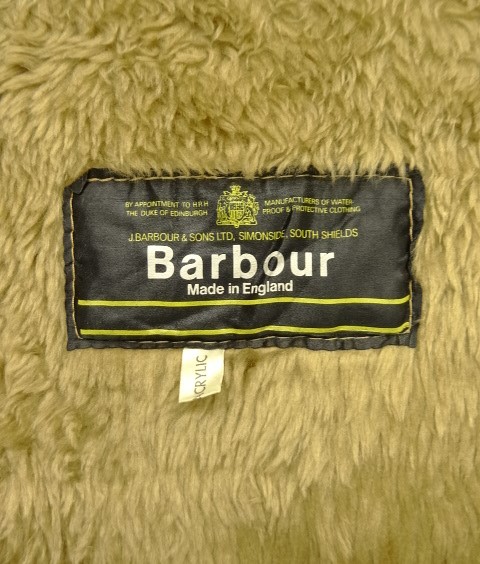 BY APPOINTMENT TO H.R.H
THE DUKE OF EDINBURGH
MANUFACTURERS OF WATER-
PROOF & PROTECTIVE CLOTHING
J.BARBOUR & SONS LTD, SIMONSIDE, SOUTH SHIELDS
Barbour
Made in England
ACRYLIC